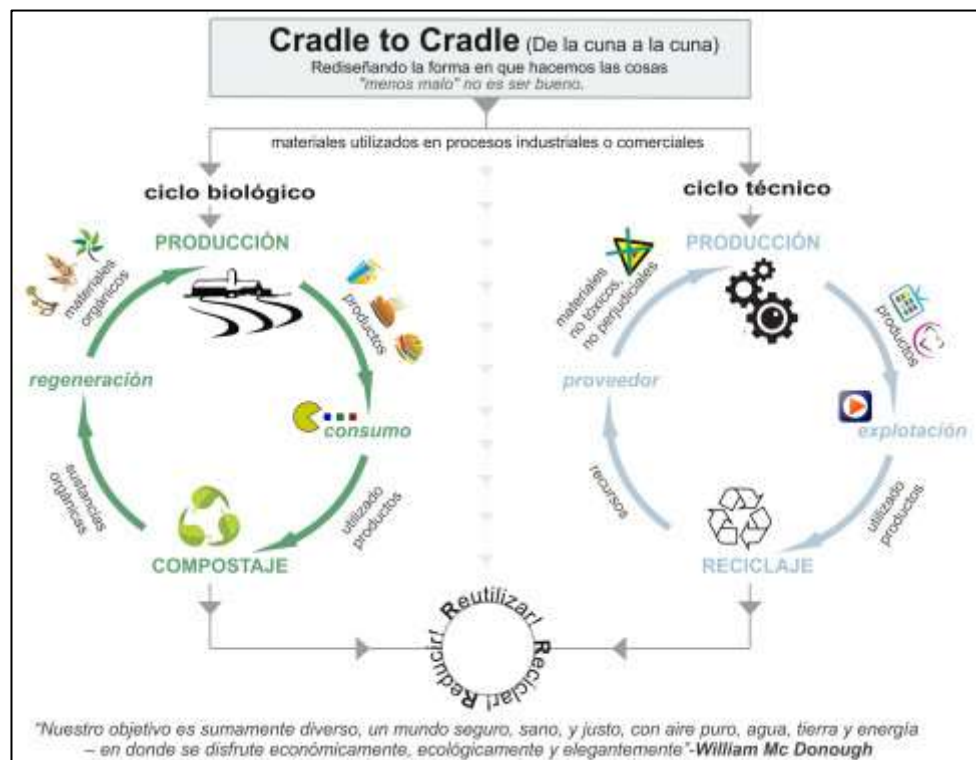 Cradle to Cradle (De la cuna a la cuna)
Rediseñando la forma en que hacemos las cosas
"menos malo" no es ser bueno.
materiales utilizados en procesos industriales o comerciales
ciclo biológico
PRODUCCIÓN
materiales
orgánicos
productos
regeneración
consumo
sustancias
orgánicas
utilizado
productos
COMPOSTAJE
ciclo técnico
PRODUCCIÓN
materiales
no tóxicos,
no perjudiciales
productos
proveedor
explotación
recursos
utilizado
productos
RECICLAJE
Reducir! Reutilizar! Reciclar!
"Nuestro objetivo es sumamente diverso, un mundo seguro, sano, y justo, con aire puro, agua, tierra y energía
– en donde se disfrute económicamente, ecológicamente y elegantemente"-William Mc Donough